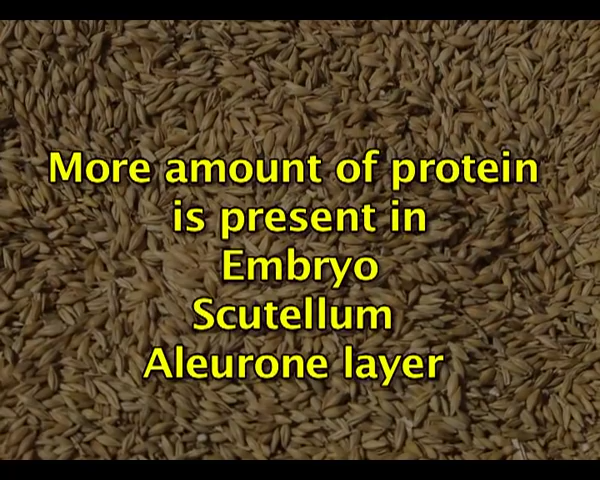 More amount of protein
is present in
Embryo
Scutellum
Aleurone layer